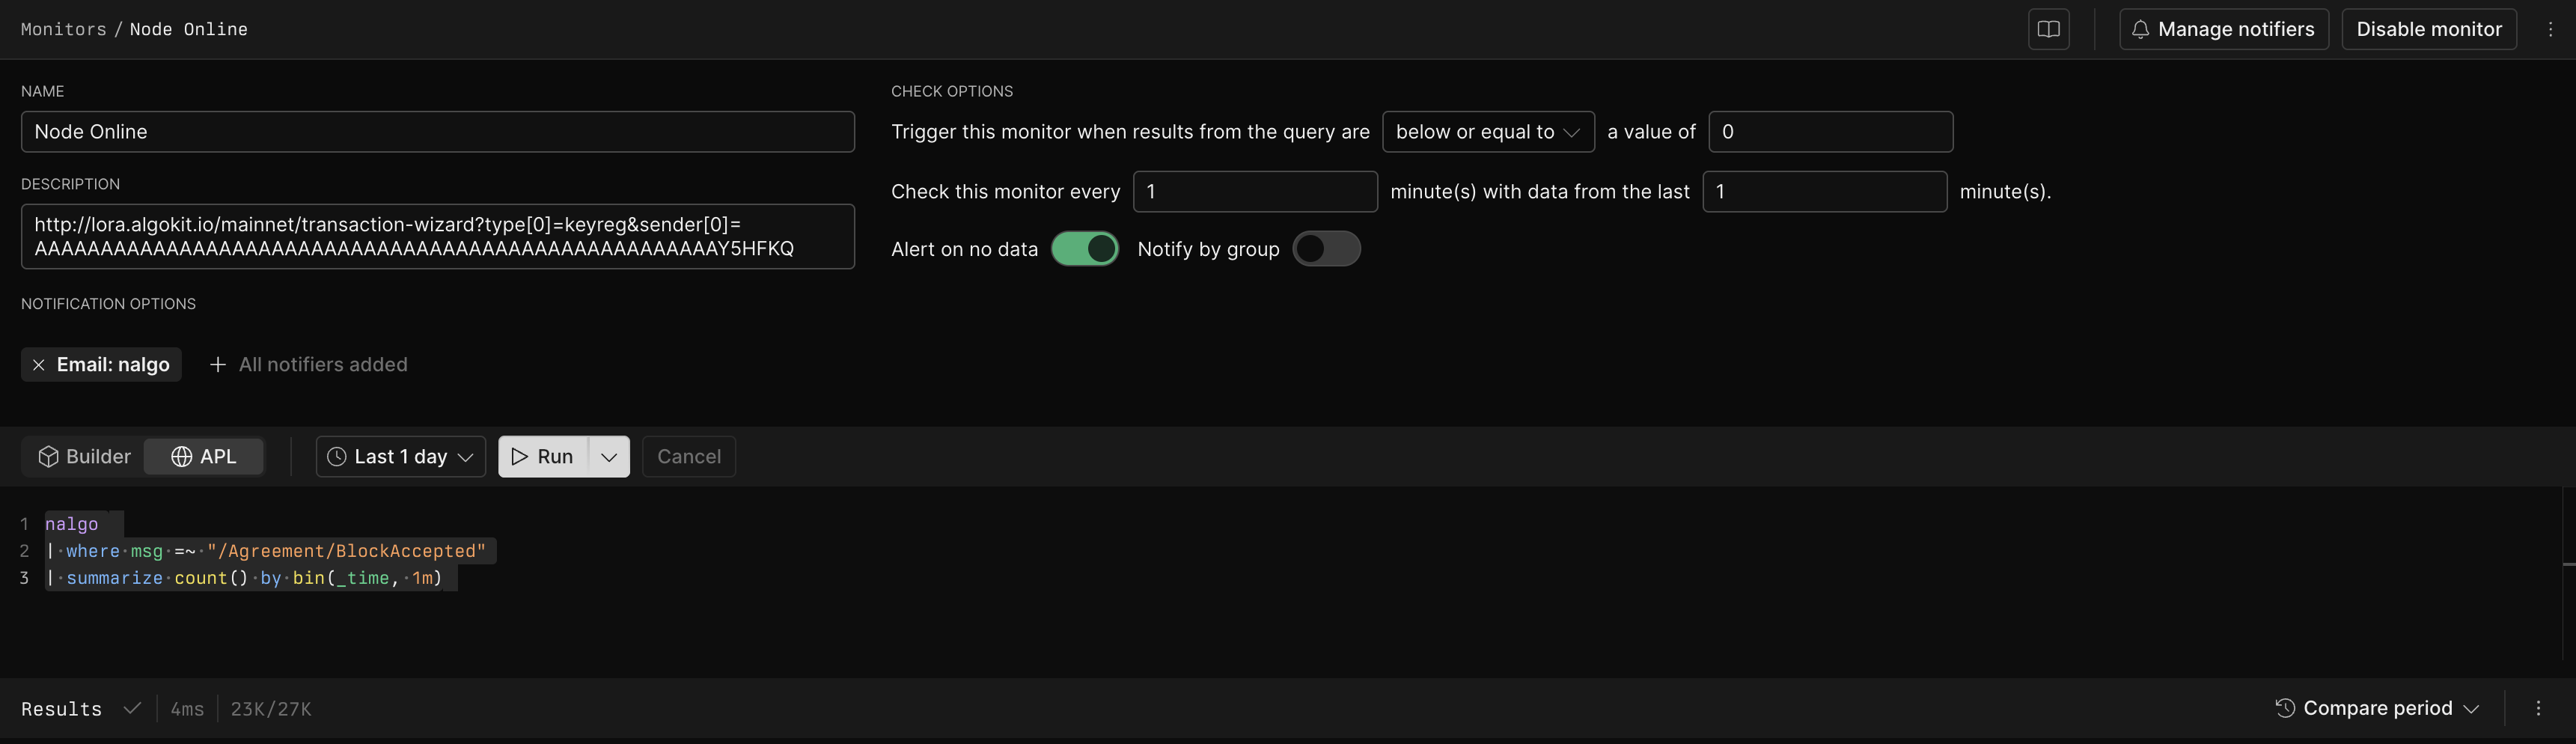 Monitors / Node Online
Manage notifiers
Disable monitor
NAME
Node Online
DESCRIPTION
http://lora.algokit.io/mainnet/transaction-wizard?type[0]=keyreg&sender[0]=
AAAAAAAAAAAAAAAAAAAAAAAAAAAAAAAAAAAAAAAAAAAAAAAAAAAAY5HFKQ
NOTIFICATION OPTIONS
Email: nalgo
All notifiers added
CHECK OPTIONS
Trigger this monitor when results from the query are below or equal to a value of 0
Check this monitor every 1 minute(s) with data from the last 1 minute(s).
Alert on no data Notify by group
Builder APL Last 1 day Run Cancel
1 nalgo
2 | where msg =~ "/Agreement/BlockAccepted"
3 | summarize count() by bin(_time, 1m)
Results 4ms 23K/27K
Compare period